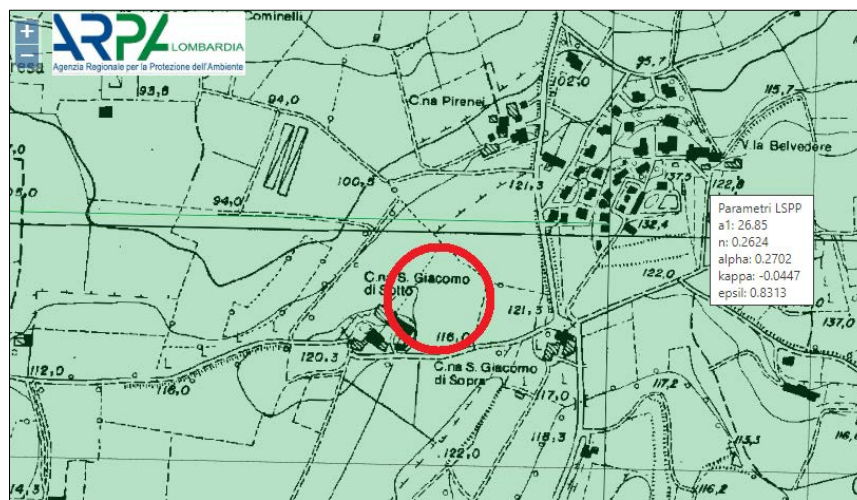 Cominelli
+
−
ARPA LOMBARDIA
Agenzia Regionale per la Protezione dell'Ambiente
93,6
94,0
C.na Pirenei
102,0
95,7
115,7
V.la Belvedere
100,5
94,0
121,3
137,5
122,8
132,4
Parametri LSPP
a1: 26.85
n: 0.2624
alpha: 0.2702
kappa: -0.0447
epsil: 0.8313
C.na S. Giacomo
di Sotto
122,0
121,3
137,0
116,0
120,3
112,0
116,0
C.na S. Giacomo
di Sopra
117,0
117,2
118,3
122,0
113,3
116,2
14,3